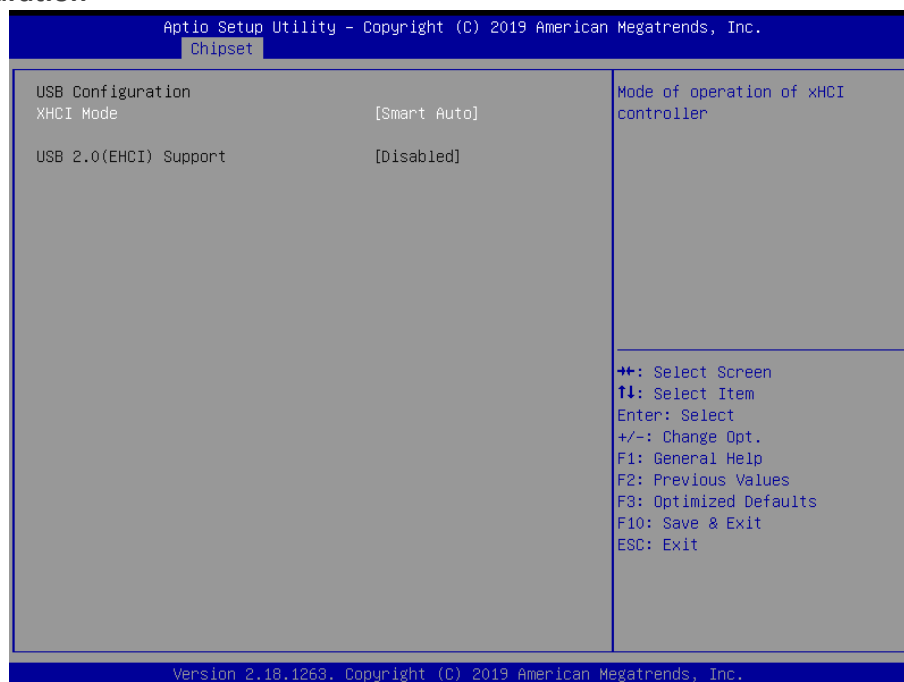 Aptio Setup Utility – Copyright (C) 2019 American Megatrends, Inc.
Chipset
USB Configuration
XHCI Mode [Smart Auto]
USB 2.0(EHCI) Support [Disabled]
Mode of operation of xHCI
controller
→←: Select Screen
↑↓: Select Item
Enter: Select
+/-: Change Opt.
F1: General Help
F2: Previous Values
F3: Optimized Defaults
F10: Save & Exit
ESC: Exit
Version 2.18.1263. Copyright (C) 2019 American Megatrends, Inc.